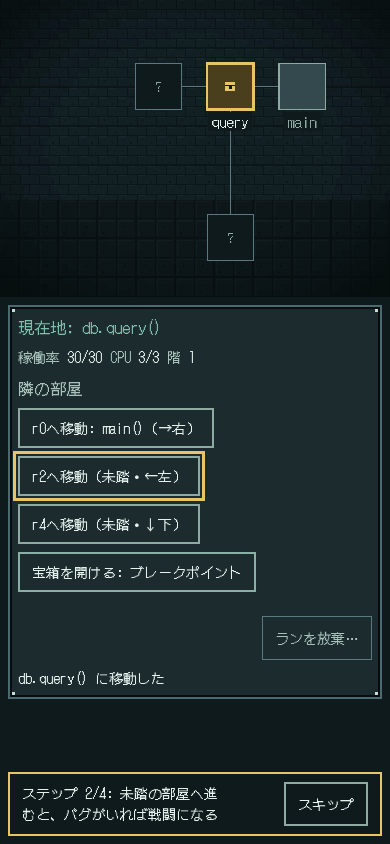 ?
query
main
?
現在地: db.query()
稼働率 30/30 CPU 3/3 階 1
隣の部屋
r0へ移動: main() (→右)
r2へ移動 (未踏・←左)
r4へ移動 (未踏・↓下)
宝箱を開ける: ブレークポイント
ランを放棄…
db.query() に移動した
ステップ 2/4: 未踏の部屋へ進
むと、バグがいれば戦闘になる
スキップ